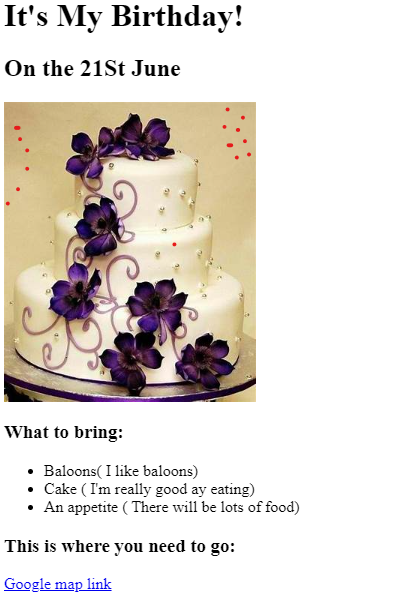 It's My Birthday!
On the 21St June
What to bring:
Baloons( I like baloons)
Cake ( I'm really good ay eating)
An appetite ( There will be lots of food)
This is where you need to go:
Google map link